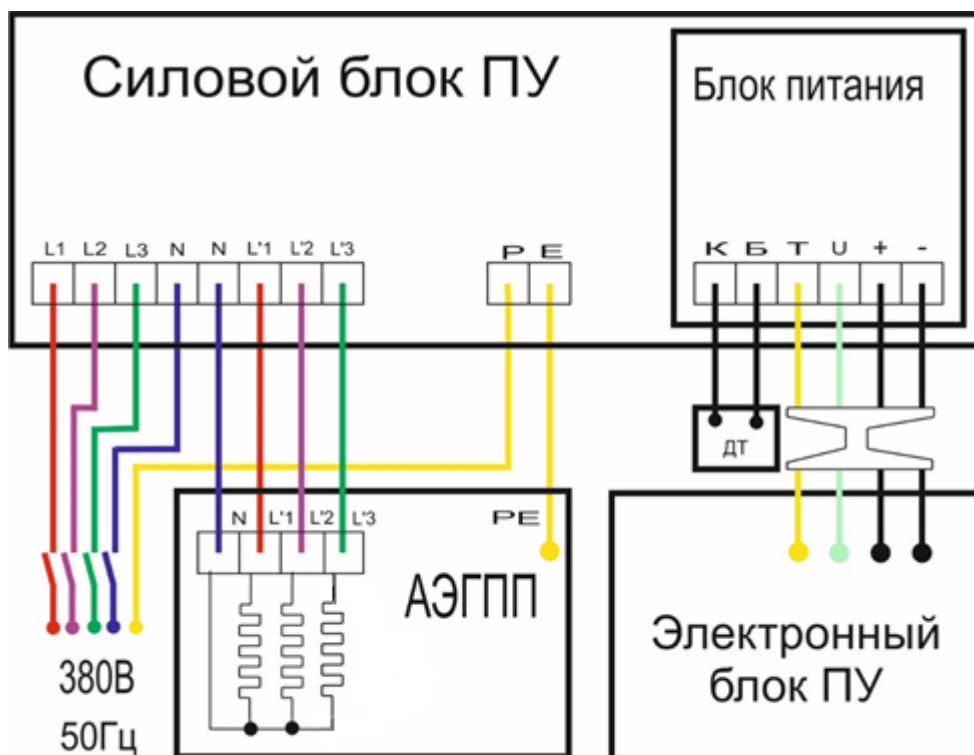 Силовой блок ПУ
Блок питания
L1 L2 L3 N N L'1 L'2 L'3
P E
К Б Т U + -
ДТ
N L'1 L'2 L'3
PE
АЭГПП
Электронный
блок ПУ
380В
50Гц